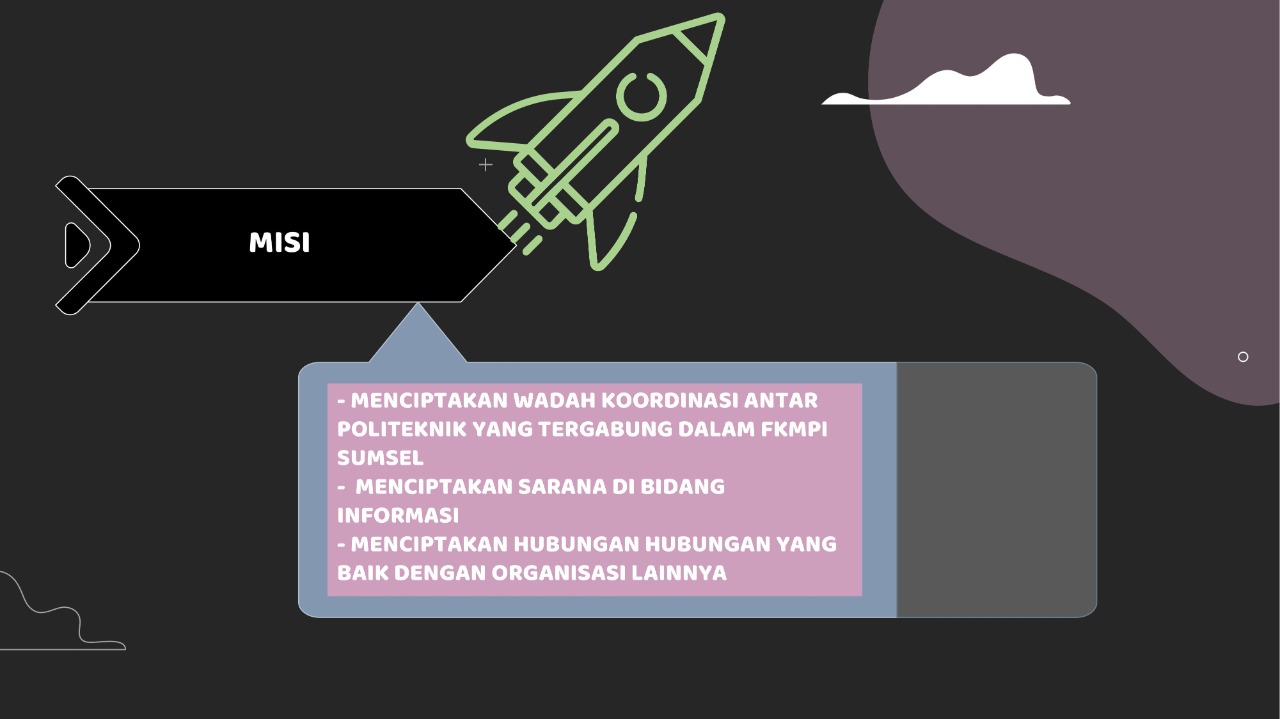 MISI
- MENCIPTAKAN WADAH KOORDINASI ANTAR
POLITEKNIK YANG TERGABUNG DALAM FKMPI
SUMSEL
-  MENCIPTAKAN SARANA DI BIDANG
INFORMASI
- MENCIPTAKAN HUBUNGAN HUBUNGAN YANG
BAIK DENGAN ORGANISASI LAINNYA